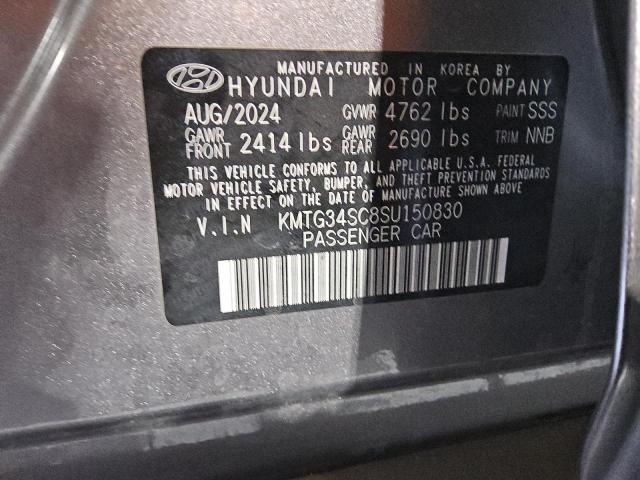 MANUFACTURED IN KOREA BY
HYUNDAI MOTOR COMPANY
AUG/2024 GVWR 4762 lbs PAINT SSS
GAWR FRONT 2414 lbs GAWR REAR 2690 lbs TRIM NNB
THIS VEHICLE CONFORMS TO ALL APPLICABLE U.S.A. FEDERAL
MOTOR VEHICLE SAFETY, BUMPER, AND THEFT PREVENTION STANDARDS
IN EFFECT ON THE DATE OF MANUFACTURE SHOWN ABOVE
V.I.N KMTG34SC8SU150830
PASSENGER CAR